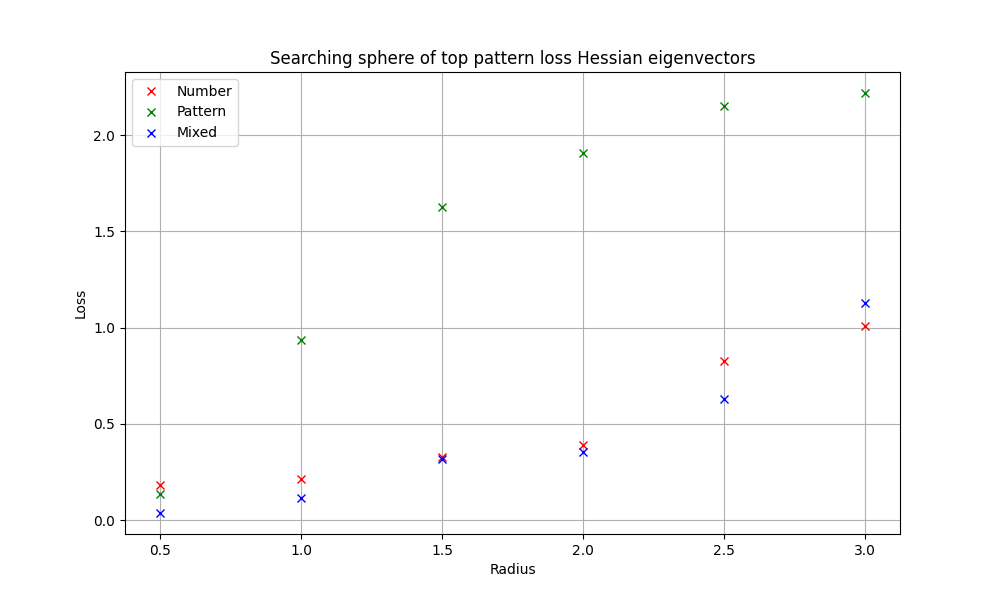 Searching sphere of top pattern loss Hessian eigenvectors
Number
Pattern
Mixed
2.0
1.5
1.0
0.5
0.0
Loss
0.5
1.0
1.5
2.0
2.5
3.0
Radius